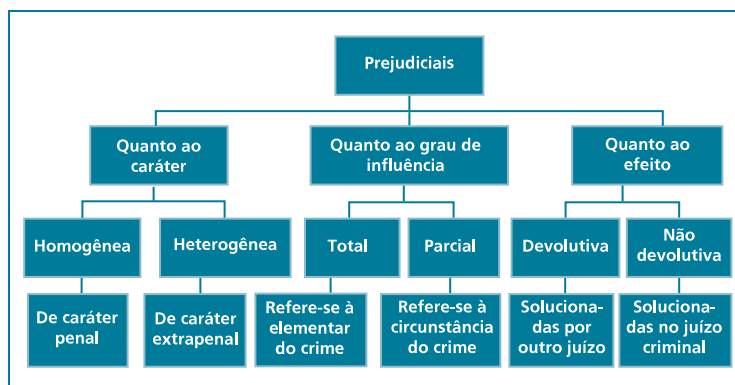 Prejudiciais
Quanto ao
caráter
Quanto ao grau de
influência
Quanto ao
efeito
Homogênea
Heterogênea
Total
Parcial
Devolutiva
Não
devolutiva
De caráter
penal
De caráter
extrapenal
Refere-se à
elementar
do crime
Refere-se à
circunstância
do crime
Soluciona-
das por
outro juízo
Soluciona-
das no juízo
criminal